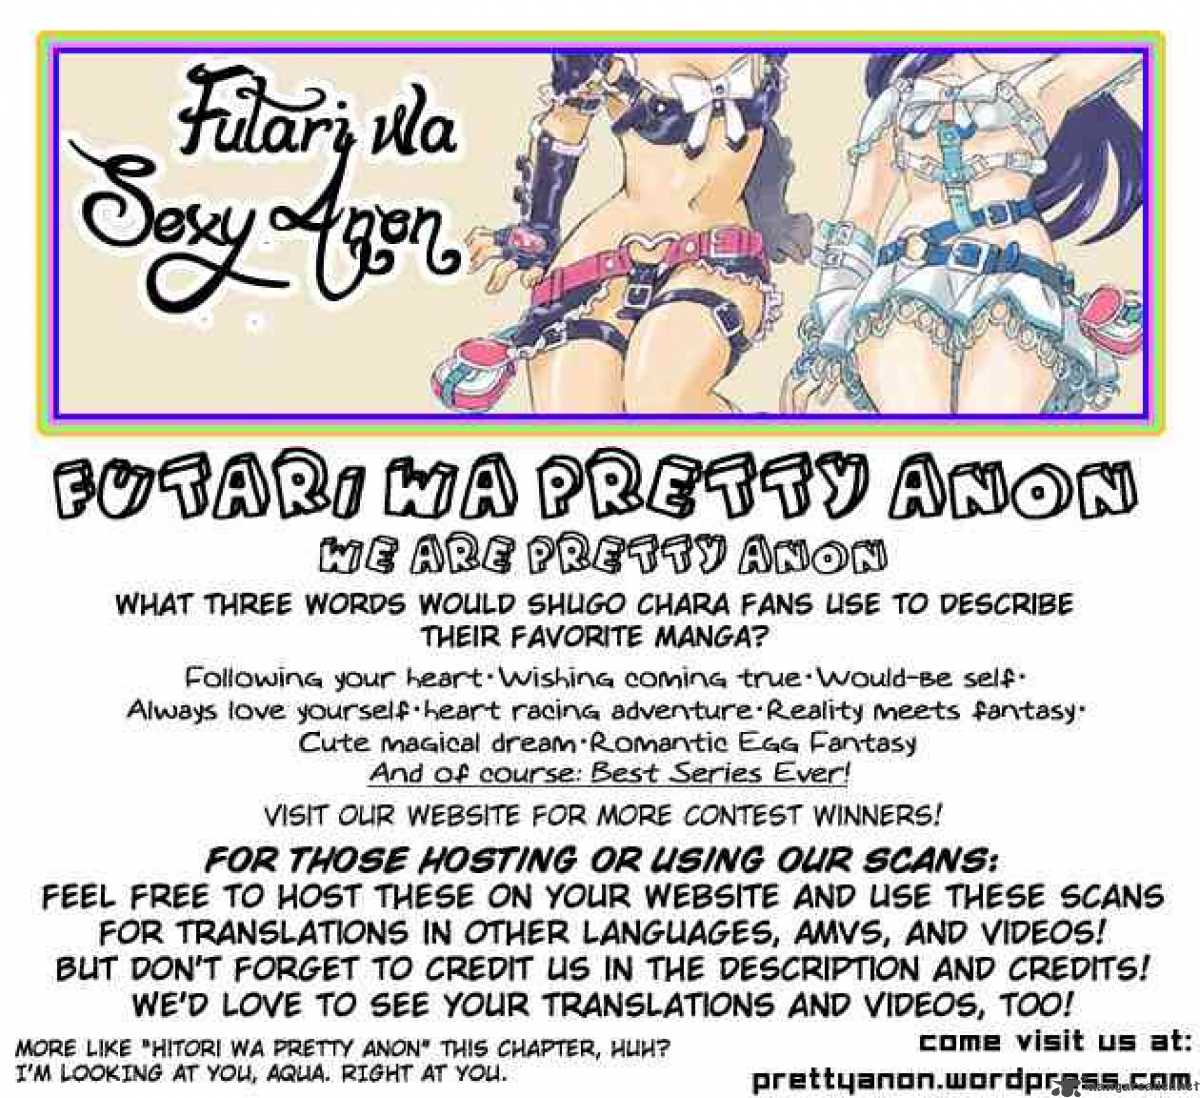 Futari Wa
Sexy Anon
FUTARI WA PRETTY ANON
WE ARE PRETTY ANON
WHAT THREE WORDS WOULD SHUGO CHARA FANS USE TO DESCRIBE
THEIR FAVORITE MANGA?
Following your heart·Wishing coming true·Would-Be self·
Always love yourself·heart racing adventure·Reality meets fantasy·
Cute magical dream·Romantic Egg Fantasy
And of course: Best Series Ever!
VISIT OUR WEBSITE FOR MORE CONTEST WINNERS!
FOR THOSE HOSTING OR USING OUR SCANS:
FEEL FREE TO HOST THESE ON YOUR WEBSITE AND USE THESE SCANS
FOR TRANSLATIONS IN OTHER LANGUAGES, AMVS, AND VIDEOS!
BUT DON'T FORGET TO CREDIT US IN THE DESCRIPTION AND CREDITS!
WE'D LOVE TO SEE YOUR TRANSLATIONS AND VIDEOS, TOO!
MORE LIKE "HITORI WA PRETTY ANON" THIS CHAPTER, HUH?
I'M LOOKING AT YOU, AQUA. RIGHT AT YOU.
come visit us at:
prettyanon.wordpress.com